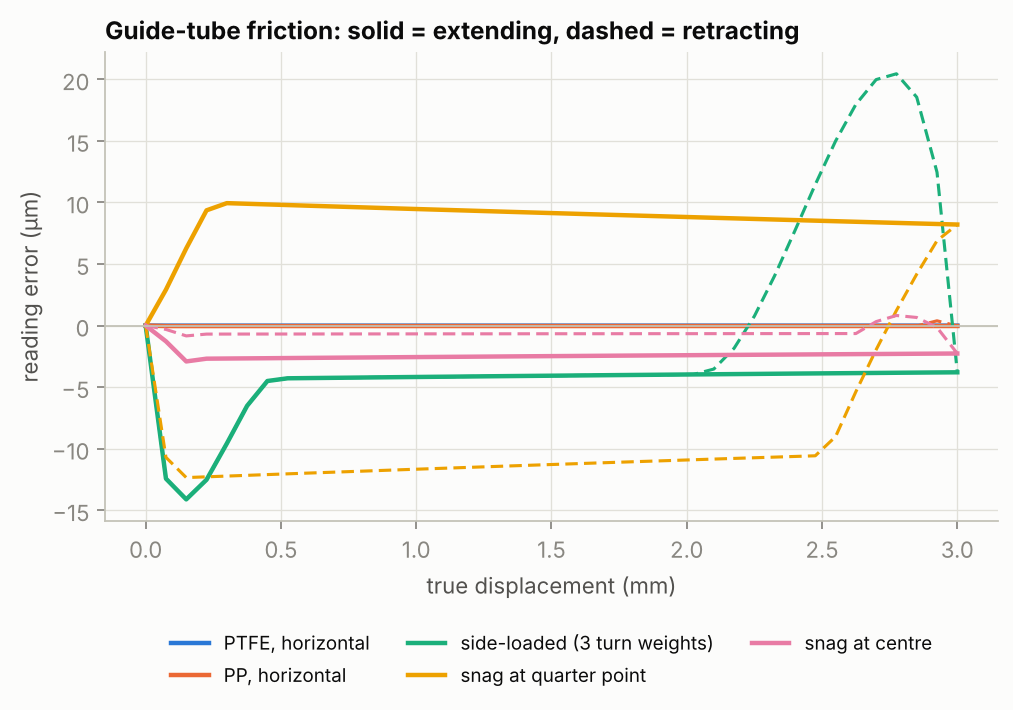 Guide-tube friction: solid = extending, dashed = retracting
20
15
10
5
0
−5
−10
−15
reading error (µm)
0.0 0.5 1.0 1.5 2.0 2.5 3.0
true displacement (mm)
PTFE, horizontal side-loaded (3 turn weights) snag at centre
PP, horizontal snag at quarter point